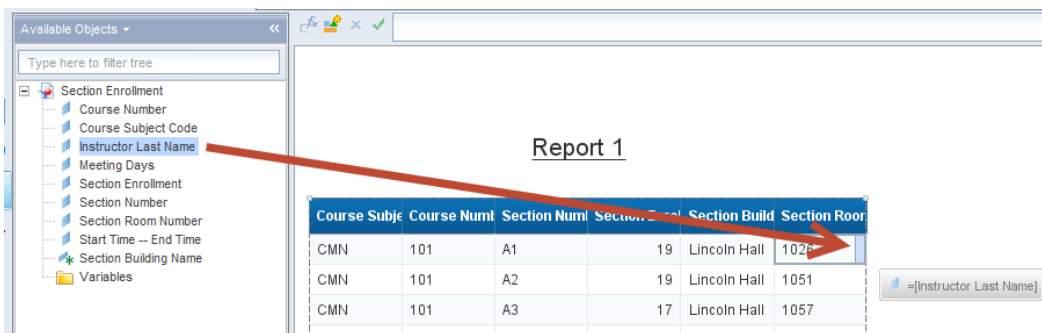 Available Objects
Type here to filter tree
Section Enrollment
Course Number
Course Subject Code
Instructor Last Name
Meeting Days
Section Enrollment
Section Number
Section Room Number
Start Time -- End Time
Section Building Name
Variables
Report 1
Course Subje Course Numb Section Numl Section Build Section Roor
CMN 101 A1 19 Lincoln Hall 1026
CMN 101 A2 19 Lincoln Hall 1051
CMN 101 A3 17 Lincoln Hall 1057
=[Instructor Last Name]